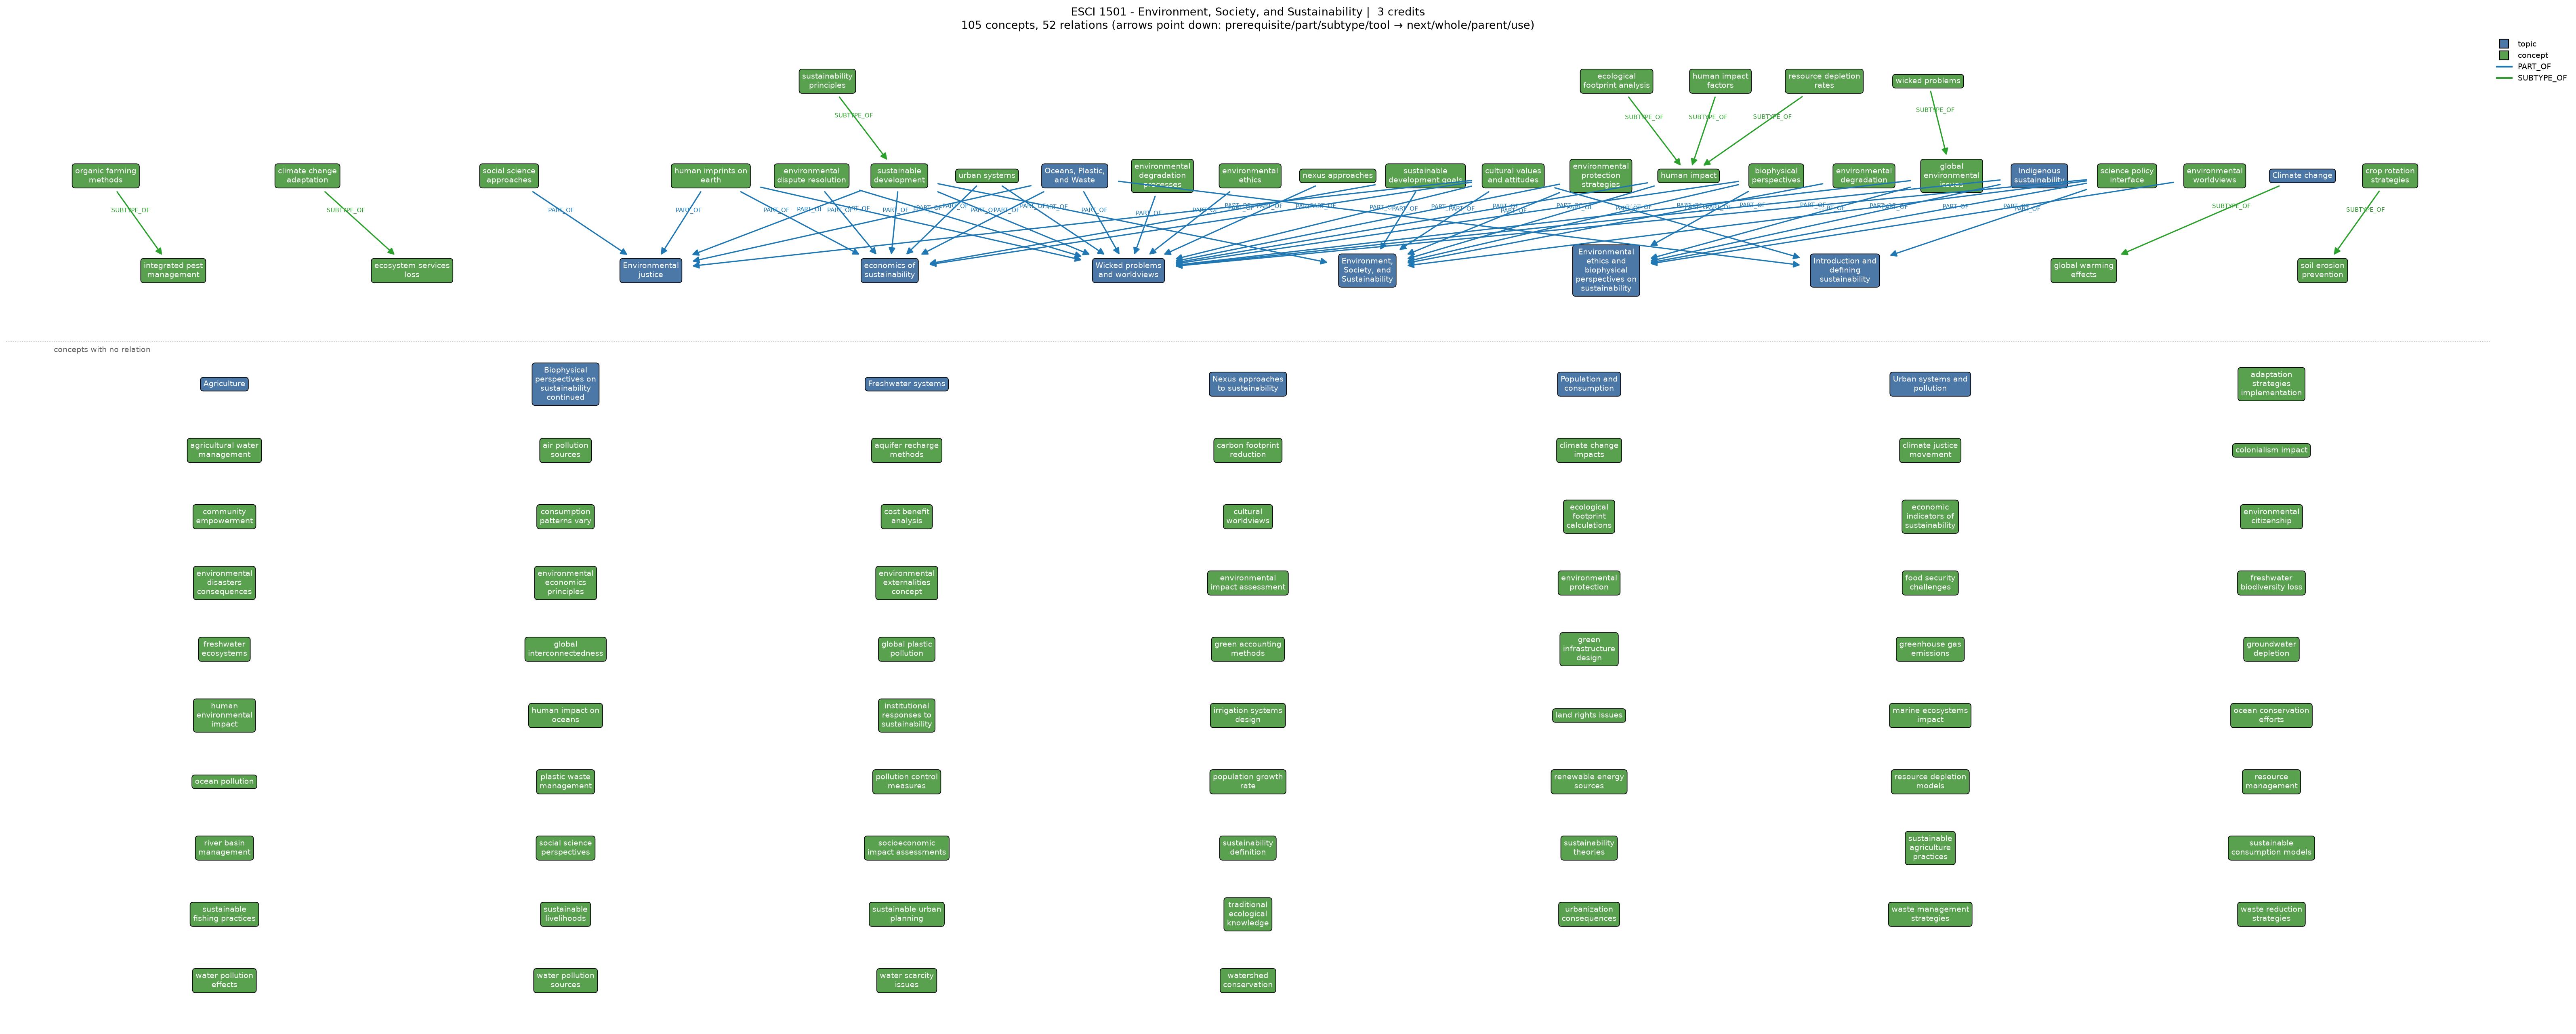 ESCI 1501 - Environment, Society, and Sustainability |  3 credits
105 concepts, 52 relations (arrows point down: prerequisite/part/subtype/tool → next/whole/parent/use)
topic
concept
PART_OF
SUBTYPE_OF
sustainability
principles
ecological
footprint analysis
human impact
factors
resource depletion
rates
wicked problems
SUBTYPE_OF
SUBTYPE_OF
SUBTYPE_OF
SUBTYPE_OF
SUBTYPE_OF
organic farming
methods
climate change
adaptation
social science
approaches
human imprints on
earth
environmental
dispute resolution
sustainable
development
urban systems
Oceans, Plastic,
and Waste
environmental
degradation
processes
environmental
ethics
nexus approaches
sustainable
development goals
cultural values
and attitudes
environmental
protection
strategies
human impact
biophysical
perspectives
environmental
degradation
global
environmental
issues
Indigenous
sustainability
science policy
interface
environmental
worldviews
Climate change
crop rotation
strategies
SUBTYPE_OF
SUBTYPE_OF
PART_OF
PART_OF
PART_OF
PART_OF
PART_OF
PART_OF
PART_OF
PART_OF
SUBTYPE_OF
SUBTYPE_OF
integrated pest
management
ecosystem services
loss
Environmental
justice
economics of
sustainability
Wicked problems
and worldviews
Environment,
Society, and
Sustainability
Environmental
ethics and
biophysical
perspectives on
sustainability
Introduction and
defining
sustainability
global warming
effects
soil erosion
prevention
concepts with no relation
Agriculture
Biophysical
perspectives on
sustainability
continued
Freshwater systems
Nexus approaches
to sustainability
Population and
consumption
Urban systems and
pollution
adaptation
strategies
implementation
agricultural water
management
air pollution
sources
aquifer recharge
methods
carbon footprint
reduction
climate change
impacts
climate justice
movement
colonialism impact
community
empowerment
consumption
patterns vary
cost benefit
analysis
cultural
worldviews
ecological
footprint
calculations
economic
indicators of
sustainability
environmental
citizenship
environmental
disasters
consequences
environmental
economics
principles
environmental
externalities
concept
environmental
impact assessment
environmental
protection
food security
challenges
freshwater
biodiversity loss
freshwater
ecosystems
global
interconnectedness
global plastic
pollution
green accounting
methods
green
infrastructure
design
greenhouse gas
emissions
groundwater
depletion
human
environmental
impact
human impact on
oceans
institutional
responses to
sustainability
irrigation systems
design
land rights issues
marine ecosystems
impact
ocean conservation
efforts
ocean pollution
plastic waste
management
pollution control
measures
population growth
rate
renewable energy
sources
resource depletion
models
resource
management
river basin
management
social science
perspectives
socioeconomic
impact assessments
sustainability
definition
sustainability
theories
sustainable
agriculture
practices
sustainable
consumption models
sustainable
fishing practices
sustainable
livelihoods
sustainable urban
planning
traditional
ecological
knowledge
urbanization
consequences
waste management
strategies
waste reduction
strategies
water pollution
effects
water pollution
sources
water scarcity
issues
watershed
conservation